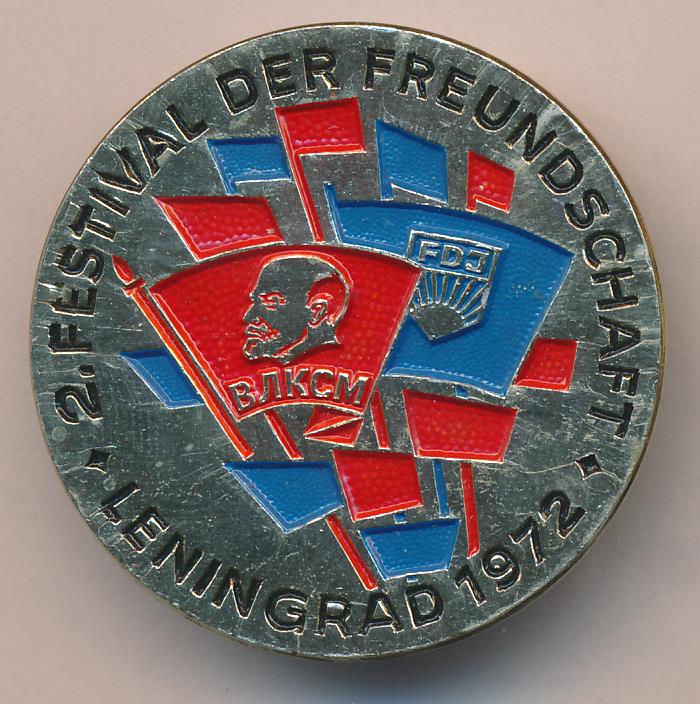 2. FESTIVAL DER FREUNDSCHAFT
FDJ
ВЛКСМ
LENINGRAD 1972